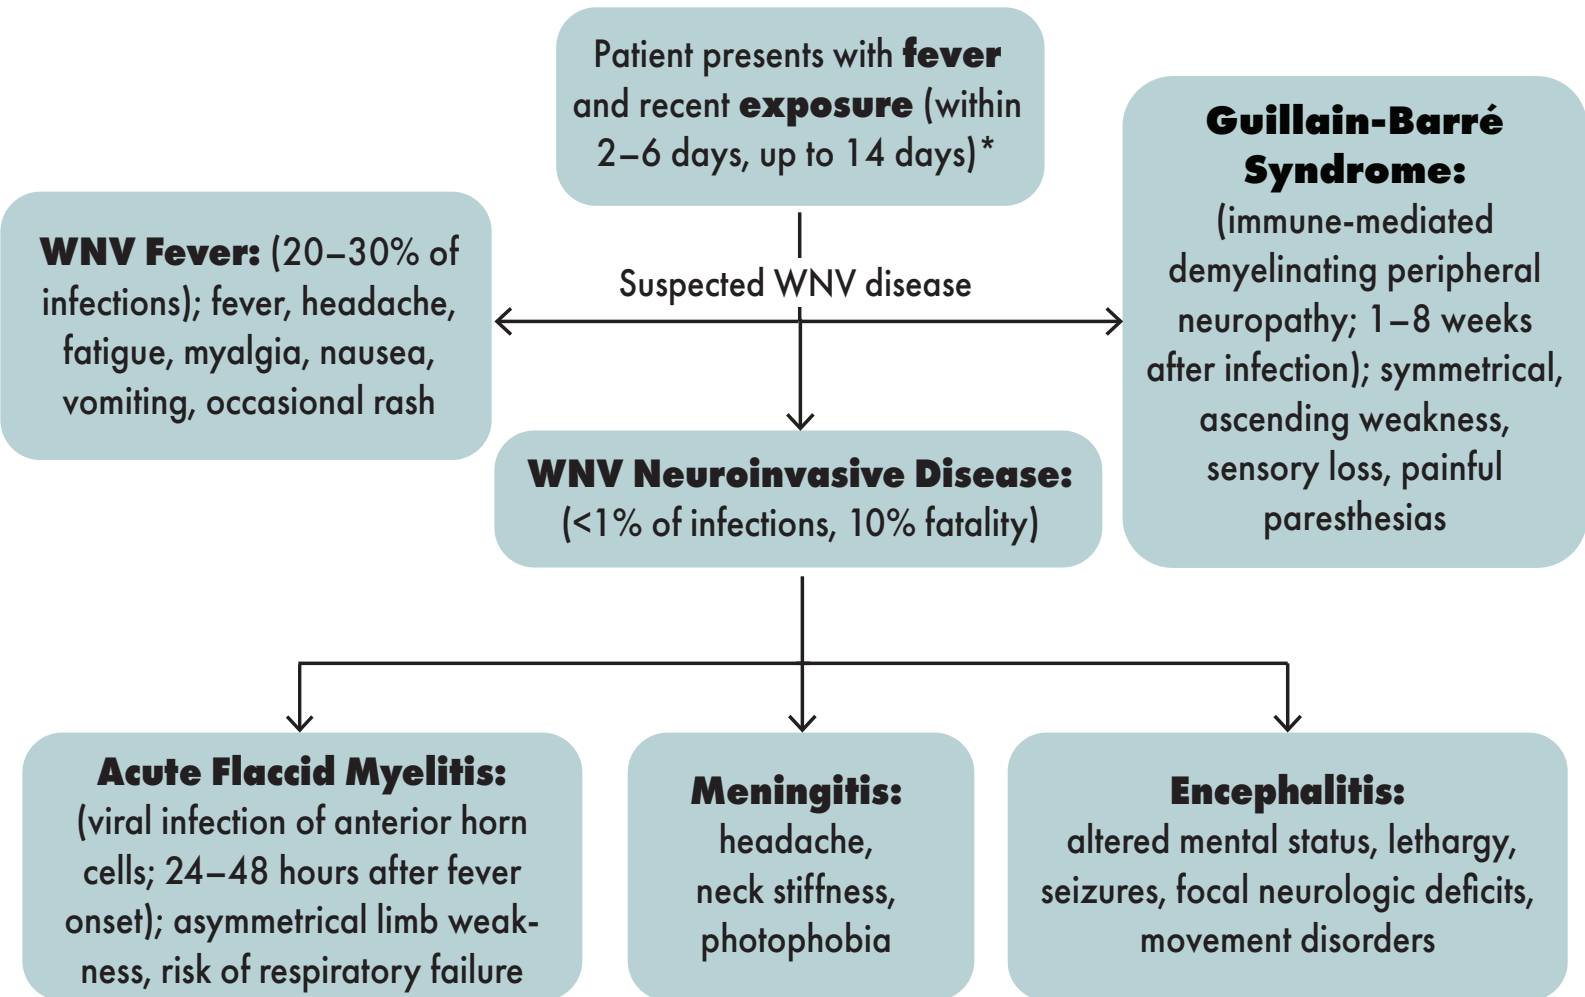 Patient presents with fever
and recent exposure (within
2–6 days, up to 14 days)*
Suspected WNV disease
WNV Fever: (20–30% of
infections); fever, headache,
fatigue, myalgia, nausea,
vomiting, occasional rash
Guillain-Barré
Syndrome:
(immune-mediated
demyelinating peripheral
neuropathy; 1–8 weeks
after infection); symmetrical,
ascending weakness,
sensory loss, painful
paresthesias
WNV Neuroinvasive Disease:
(<1% of infections, 10% fatality)
Acute Flaccid Myelitis:
(viral infection of anterior horn
cells; 24–48 hours after fever
onset); asymmetrical limb weak-
ness, risk of respiratory failure
Meningitis:
headache,
neck stiffness,
photophobia
Encephalitis:
altered mental status, lethargy,
seizures, focal neurologic deficits,
movement disorders